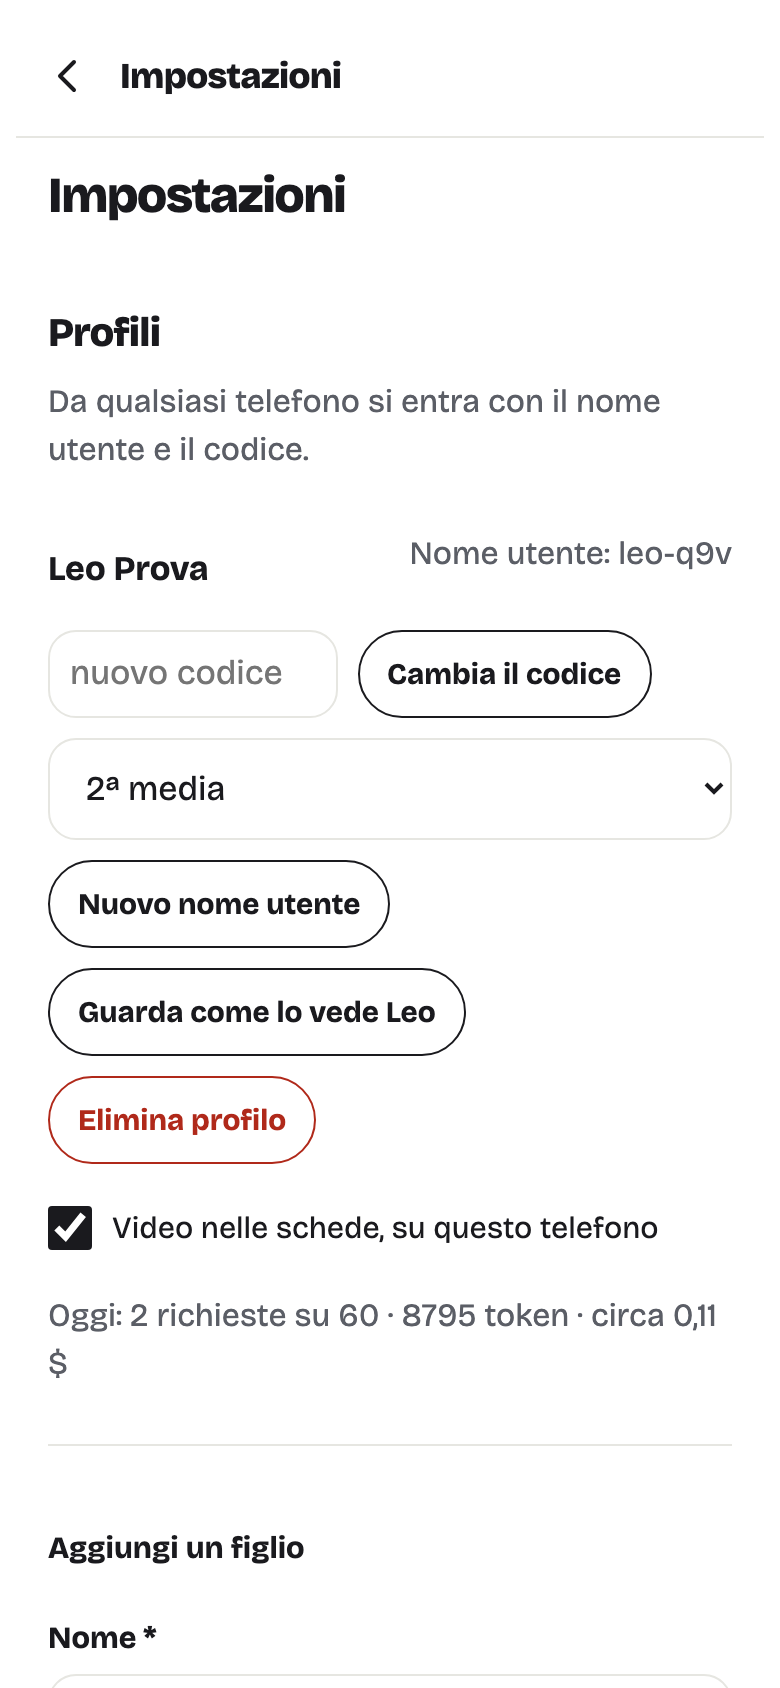 Impostazioni
Impostazioni
Profili
Da qualsiasi telefono si entra con il nome
utente e il codice.
Leo Prova
Nome utente: leo-q9v
nuovo codice
Cambia il codice
2ª media
Nuovo nome utente
Guarda come lo vede Leo
Elimina profilo
Video nelle schede, su questo telefono
Oggi: 2 richieste su 60 · 8795 token · circa 0,11
$
Aggiungi un figlio
Nome *